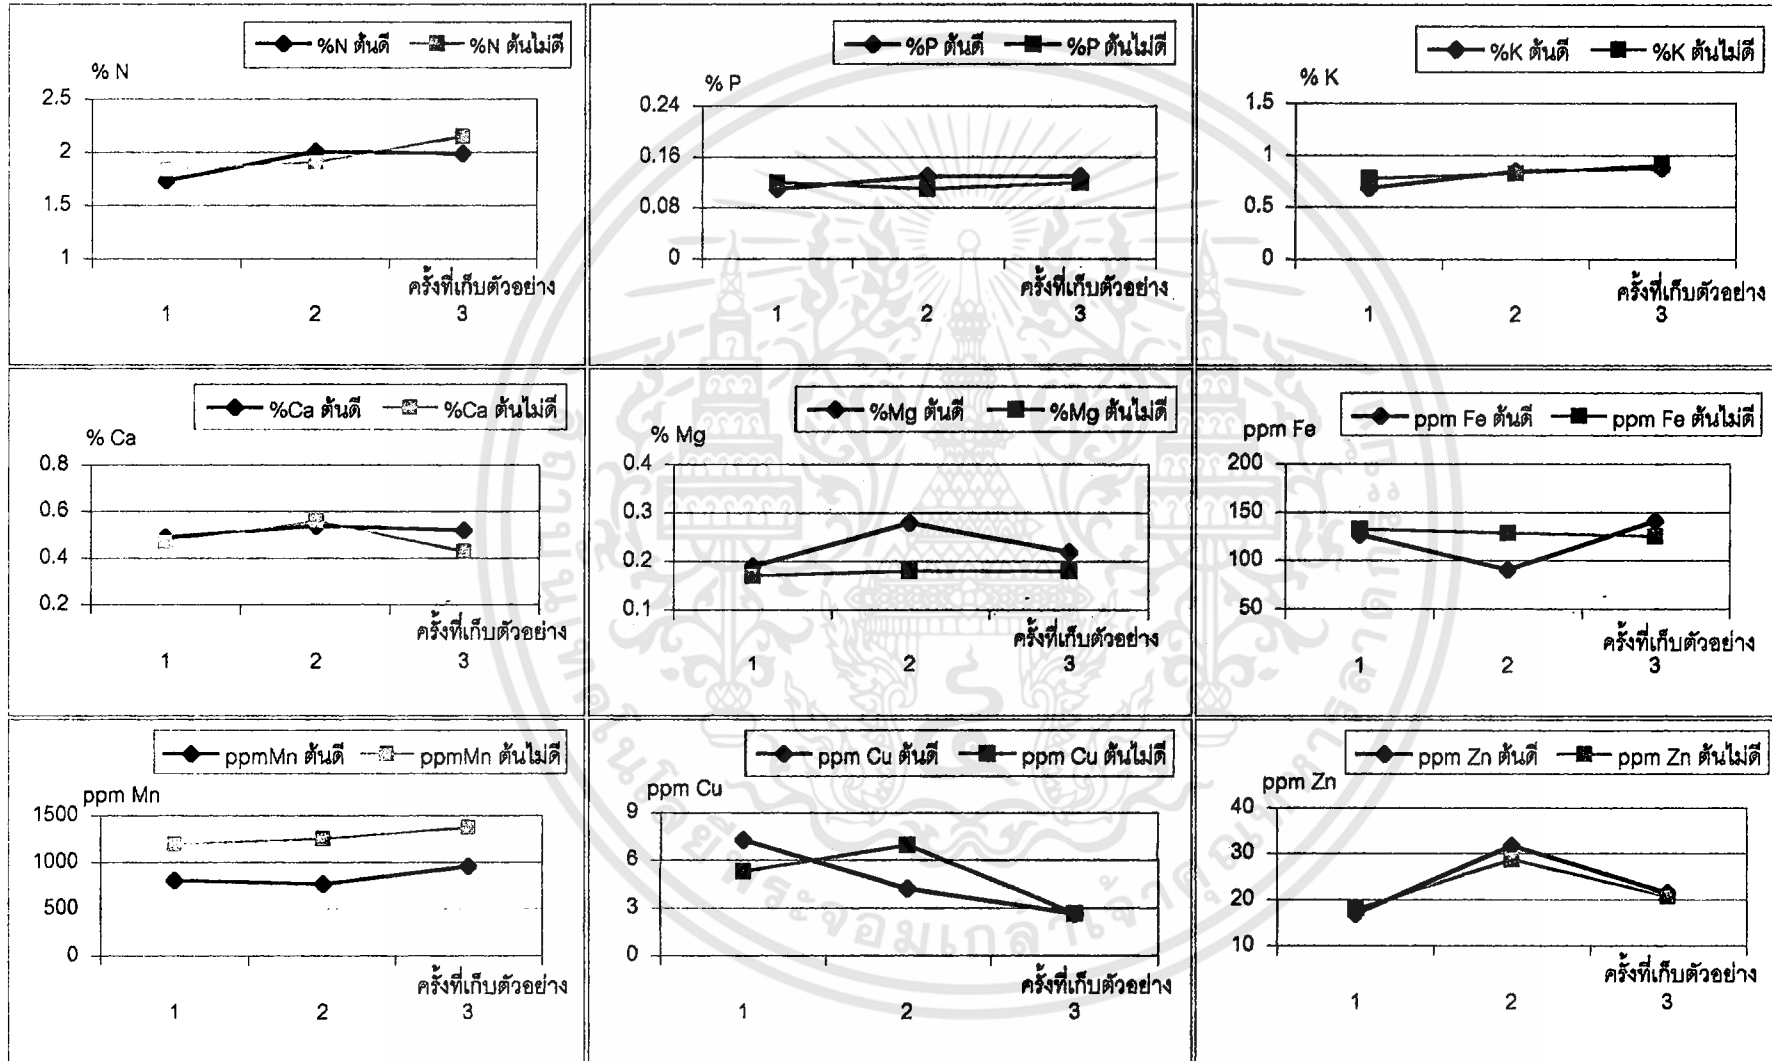 %N ต้นดี %N ต้นไม่ดี
% N
2.5
2
1.5
1
ครั้งที่เก็บตัวอย่าง
1 2 3
%P ต้นดี %P ต้นไม่ดี
% P
0.24
0.16
0.08
0
ครั้งที่เก็บตัวอย่าง
1 2 3
%K ต้นดี %K ต้นไม่ดี
% K
1.5
1
0.5
0
ครั้งที่เก็บตัวอย่าง
1 2 3
%Ca ต้นดี %Ca ต้นไม่ดี
% Ca
0.8
0.6
0.4
0.2
ครั้งที่เก็บตัวอย่าง
1 2 3
%Mg ต้นดี %Mg ต้นไม่ดี
% Mg
0.4
0.3
0.2
0.1
ครั้งที่เก็บตัวอย่าง
1 2 3
ppm Fe ต้นดี ppm Fe ต้นไม่ดี
ppm Fe
200
150
100
50
ครั้งที่เก็บตัวอย่าง
1 2 3
ppmMn ต้นดี ppmMn ต้นไม่ดี
ppm Mn
1500
1000
500
0
ครั้งที่เก็บตัวอย่าง
1 2 3
ppm Cu ต้นดี ppm Cu ต้นไม่ดี
ppm Cu
9
6
3
0
ครั้งที่เก็บตัวอย่าง
1 2 3
ppm Zn ต้นดี ppm Zn ต้นไม่ดี
ppm Zn
40
30
20
10
ครั้งที่เก็บตัวอย่าง
1 2 3